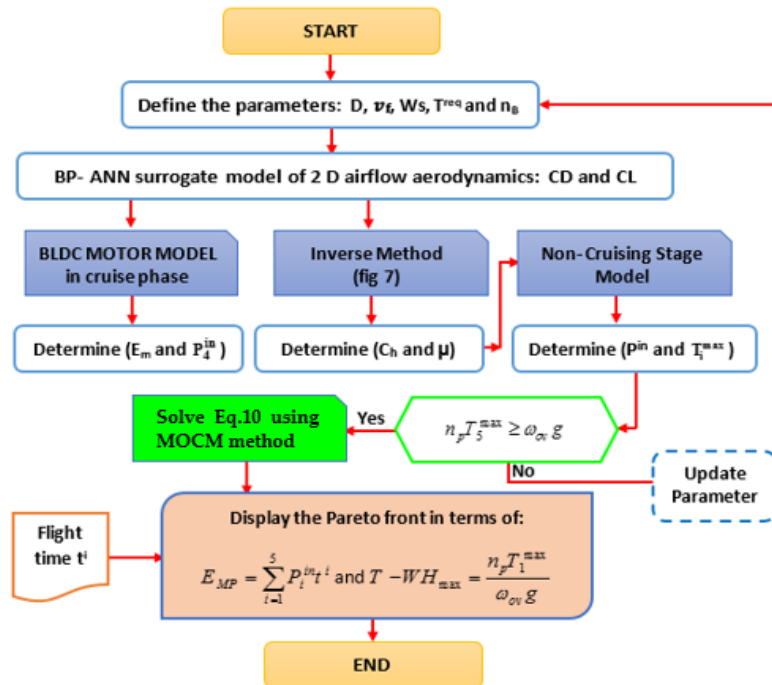 START
Define the parameters: D, v_f, Ws, T^req and n_B
BP- ANN surrogate model of 2 D airflow aerodynamics: CD and CL
BLDC MOTOR MODEL
in cruise phase
Inverse Method
(fig 7)
Non-Cruising Stage
Model
Determine (E_m and P_4^in )
Determine (C_h and μ)
Determine (P^in and T_i^max )
Solve Eq.10 using
MOCM method
Yes
n_p T_5^max ≥ ω_ov g
No
Update
Parameter
Flight
time t^i
Display the Pareto front in terms of:
E_MP = ∑_{i=1}^{5} P_i^in t^i and T - WH_max = n_p T_1^max / ω_ov g
END